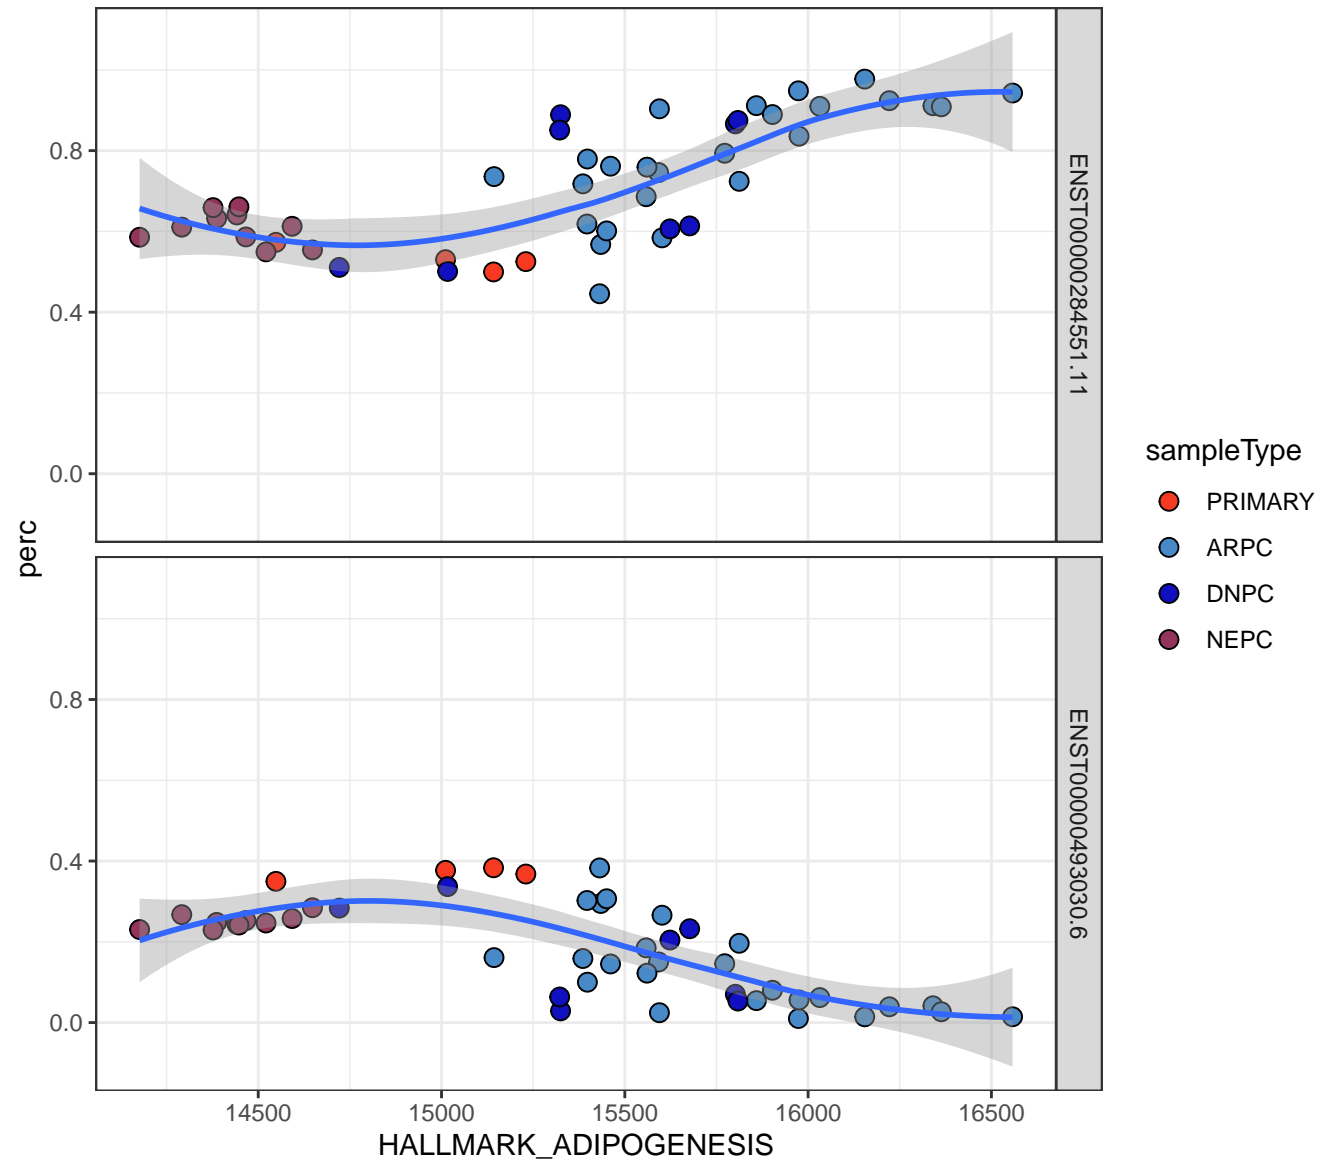 0.8
0.4
0.0
ENST00000284551.11
0.8
0.4
0.0
ENST00000493030.6
perc
14500
15000
15500
16000
16500
HALLMARK_ADIPOGENESIS
sampleType
PRIMARY
ARPC
DNPC
NEPC